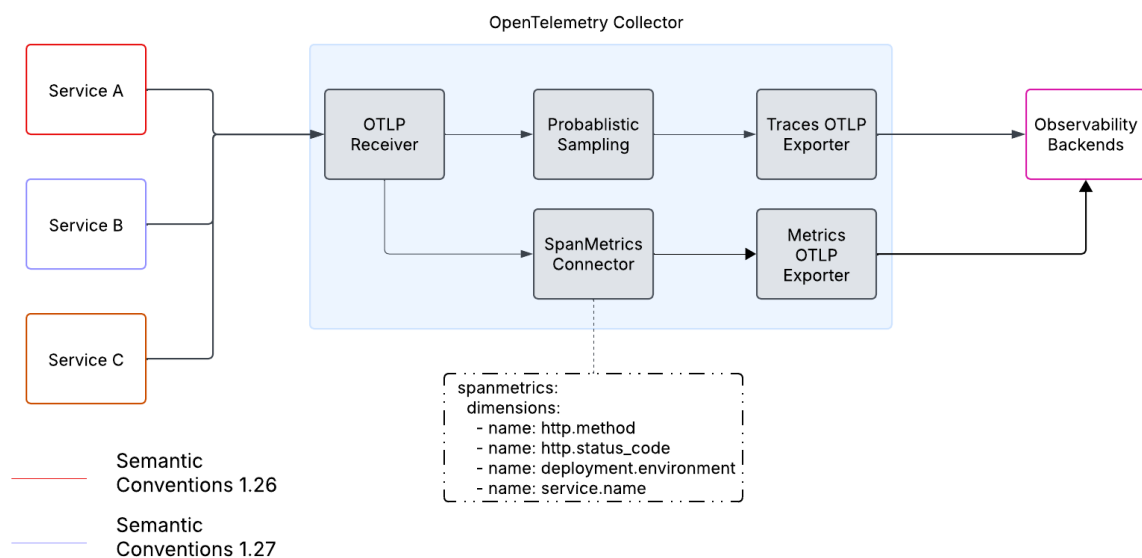 OpenTelemetry Collector
Service A
OTLP
Receiver
Probablistic
Sampling
Traces OTLP
Exporter
Observability
Backends
Service B
SpanMetrics
Connector
Metrics
OTLP
Exporter
Service C
spanmetrics:
dimensions:
- name: http.method
- name: http.status_code
- name: deployment.environment
- name: service.name
Semantic
Conventions 1.26
Semantic
Conventions 1.27